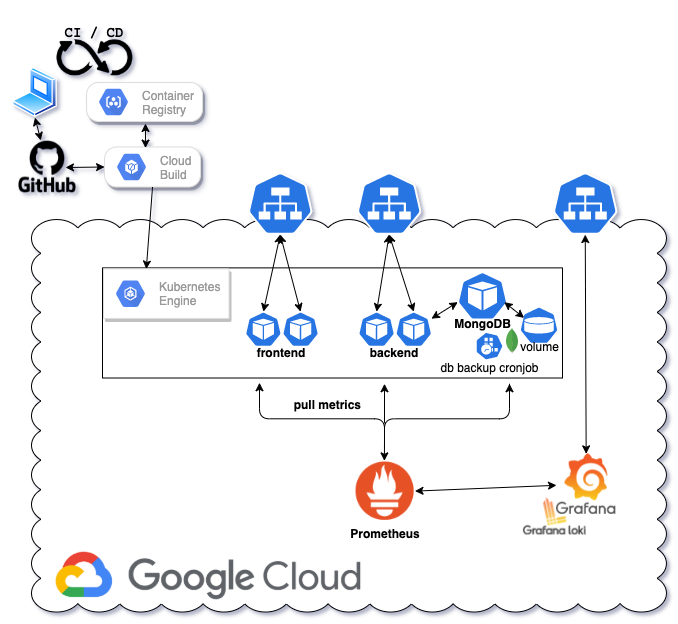 CI / CD
Container
Registry
Cloud
Build
GitHub
Kubernetes
Engine
MongoDB
frontend
backend
volume
db backup cronjob
pull metrics
Grafana
Grafana loki
Prometheus
Google Cloud